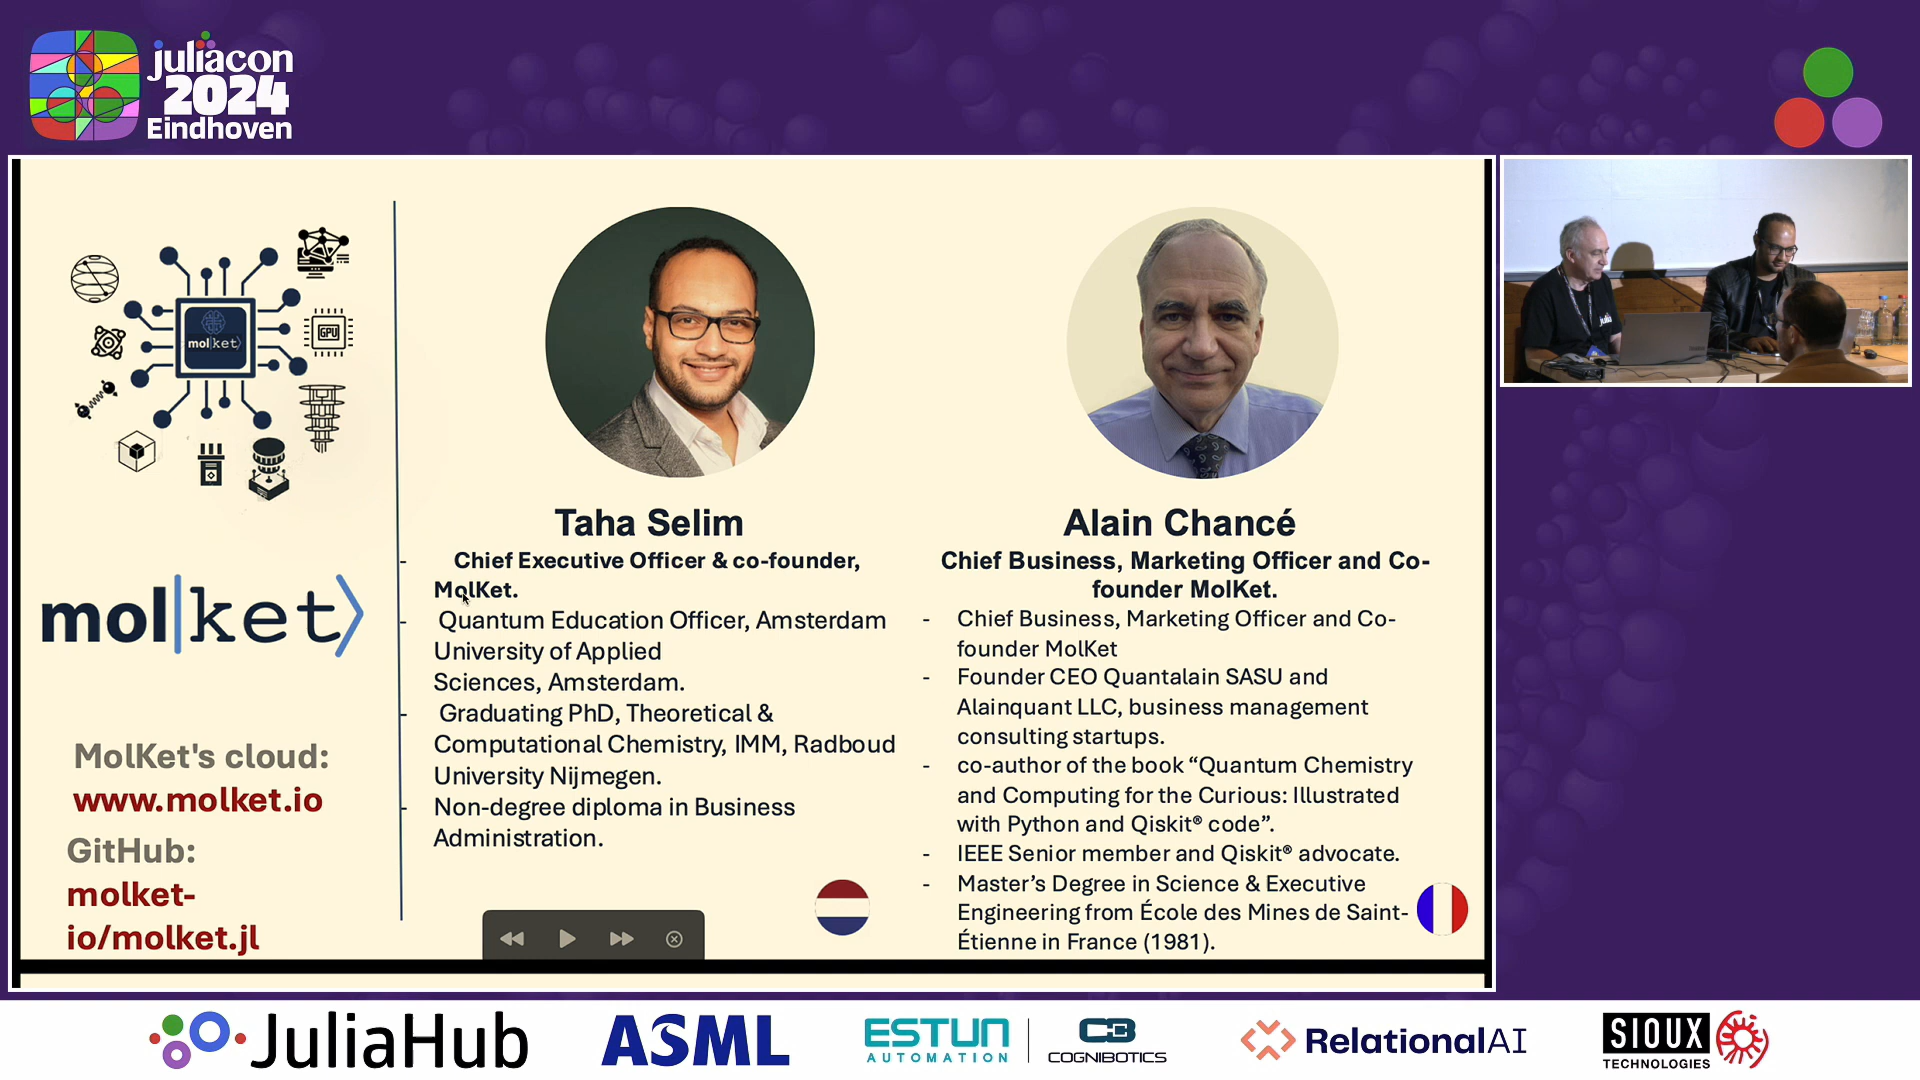 juliacon
2024
Eindhoven
GPU
mol|ket⟩
mol|ket⟩
MolKet's cloud:
www.molket.io
GitHub:
molket-
io/molket.jl
Taha Selim
- Chief Executive Officer & co-founder,
MolKet.
- Quantum Education Officer, Amsterdam
University of Applied
Sciences, Amsterdam.
- Graduating PhD, Theoretical &
Computational Chemistry, IMM, Radboud
University Nijmegen.
- Non-degree diploma in Business
Administration.
Alain Chancé
Chief Business, Marketing Officer and Co-
founder MolKet.
- Chief Business, Marketing Officer and Co-
founder MolKet
- Founder CEO Quantalain SASU and
Alainquant LLC, business management
consulting startups.
- co-author of the book “Quantum Chemistry
and Computing for the Curious: Illustrated
with Python and Qiskit® code”.
- IEEE Senior member and Qiskit® advocate.
- Master’s Degree in Science & Executive
Engineering from École des Mines de Saint-
Étienne in France (1981).
julia
JuliaHub
ASML
ESTUN
AUTOMATION
COGNIBOTICS
RelationalAI
SIOUX
TECHNOLOGIES